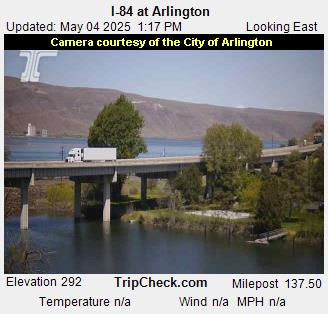 I-84 at Arlington
Updated: May 04 2025 1:17 PM Looking East
Camera courtesy of the City of Arlington
Elevation 292 TripCheck.com Milepost 137.50
Temperature n/a Wind n/a MPH n/a